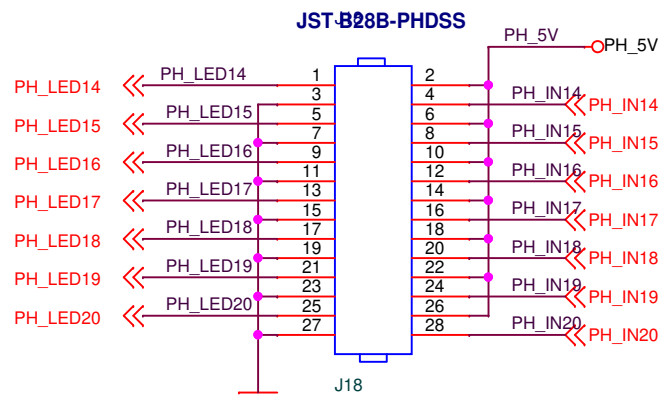 JST-B28B-PHDSS
PH_5V
PH_5V
PH_LED14
PH_LED14
1
2
3
4
PH_IN14
PH_IN14
PH_LED15
PH_LED15
5
6
7
8
PH_IN15
PH_IN15
PH_LED16
PH_LED16
9
10
11
12
PH_IN16
PH_IN16
PH_LED17
PH_LED17
13
14
15
16
PH_IN17
PH_IN17
PH_LED18
PH_LED18
17
18
19
20
PH_IN18
PH_IN18
PH_LED19
PH_LED19
21
22
23
24
PH_IN19
PH_IN19
PH_LED20
PH_LED20
25
26
27
28
PH_IN20
PH_IN20
J18